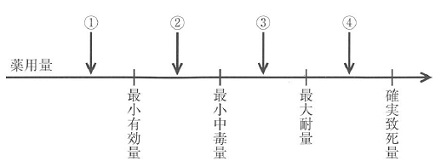 ① ② ③ ④
薬用量
最小有効量
最小中毒量
最大耐量
確実致死量